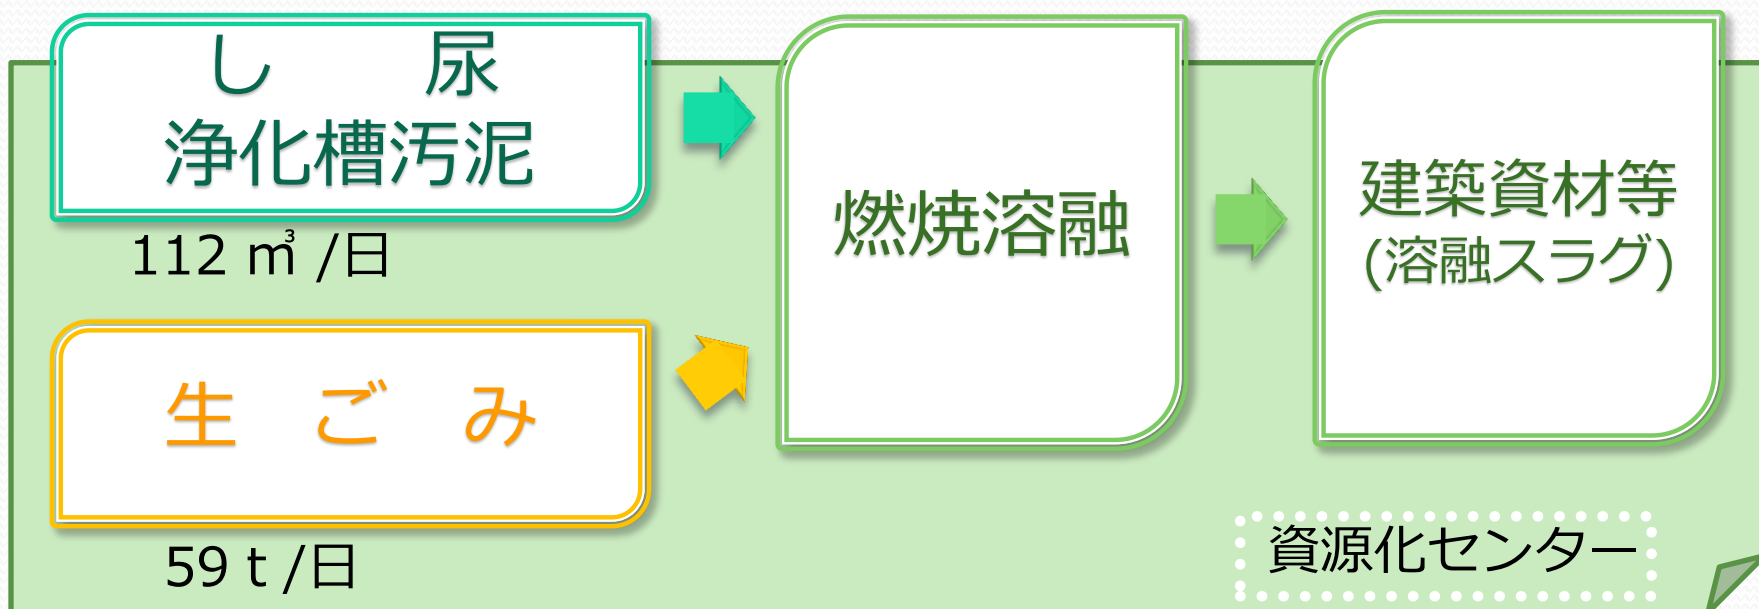 し尿
浄化槽汚泥
112 ㎥ /日
生ごみ
59 t /日
燃焼溶融
建築資材等
(溶融スラグ)
資源化センター